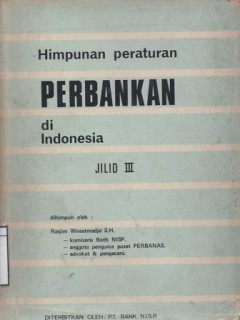 Himpunan peraturan
PERBANKAN
di
Indonesia
JILID III
dihimpun oleh :
Rasjim Wiraatmadja S.H.
– komisaris Bank NISP.
– anggota pengurus pusat PERBANAS.
– advokat & pengacara.
DITERBITKAN OLEH: P.T. BANK N.I.S.P.